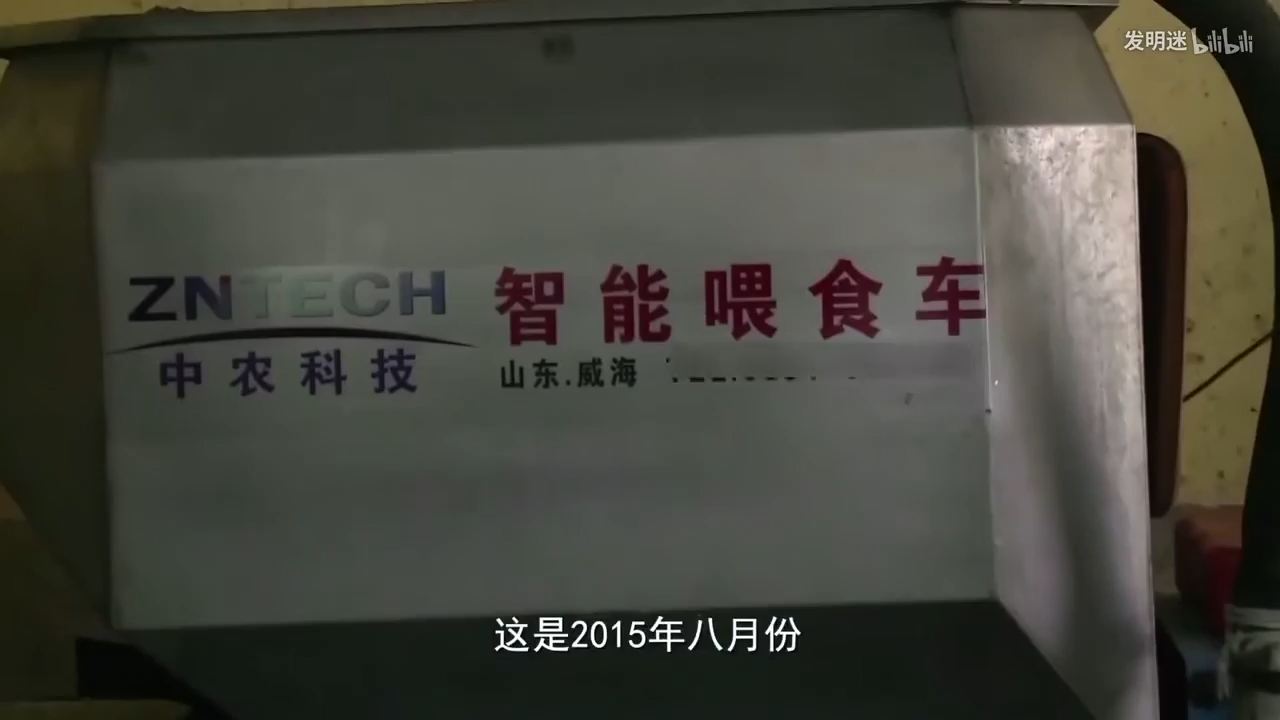 发明迷 bilibili
ZNTECH
中农科技
智能喂食车
山东.威海
这是2015年八月份